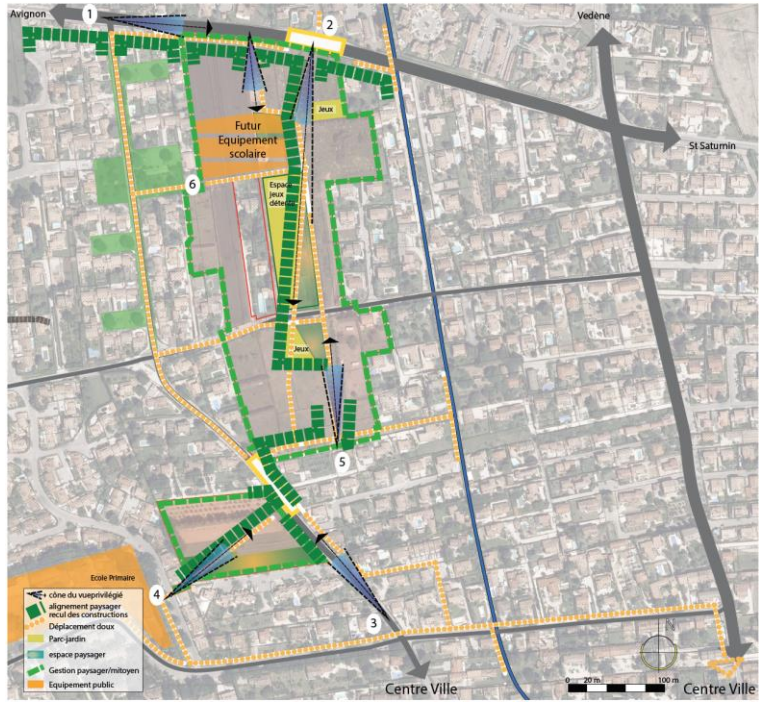 Avignon
1
2
Vedène
St Saturnin
Jeux
Futur
Equipement
scolaire
6
Espace
jeux
détente
Jeux
5
Ecole Primaire
4
3
cône du vueprivilégié
alignement paysager
recul des constructions
Déplacement doux
Parc-jardin
espace paysager
Gestion paysager/mitoyen
Equipement public
N
0 20 m 100 m
Centre Ville
Centre Ville